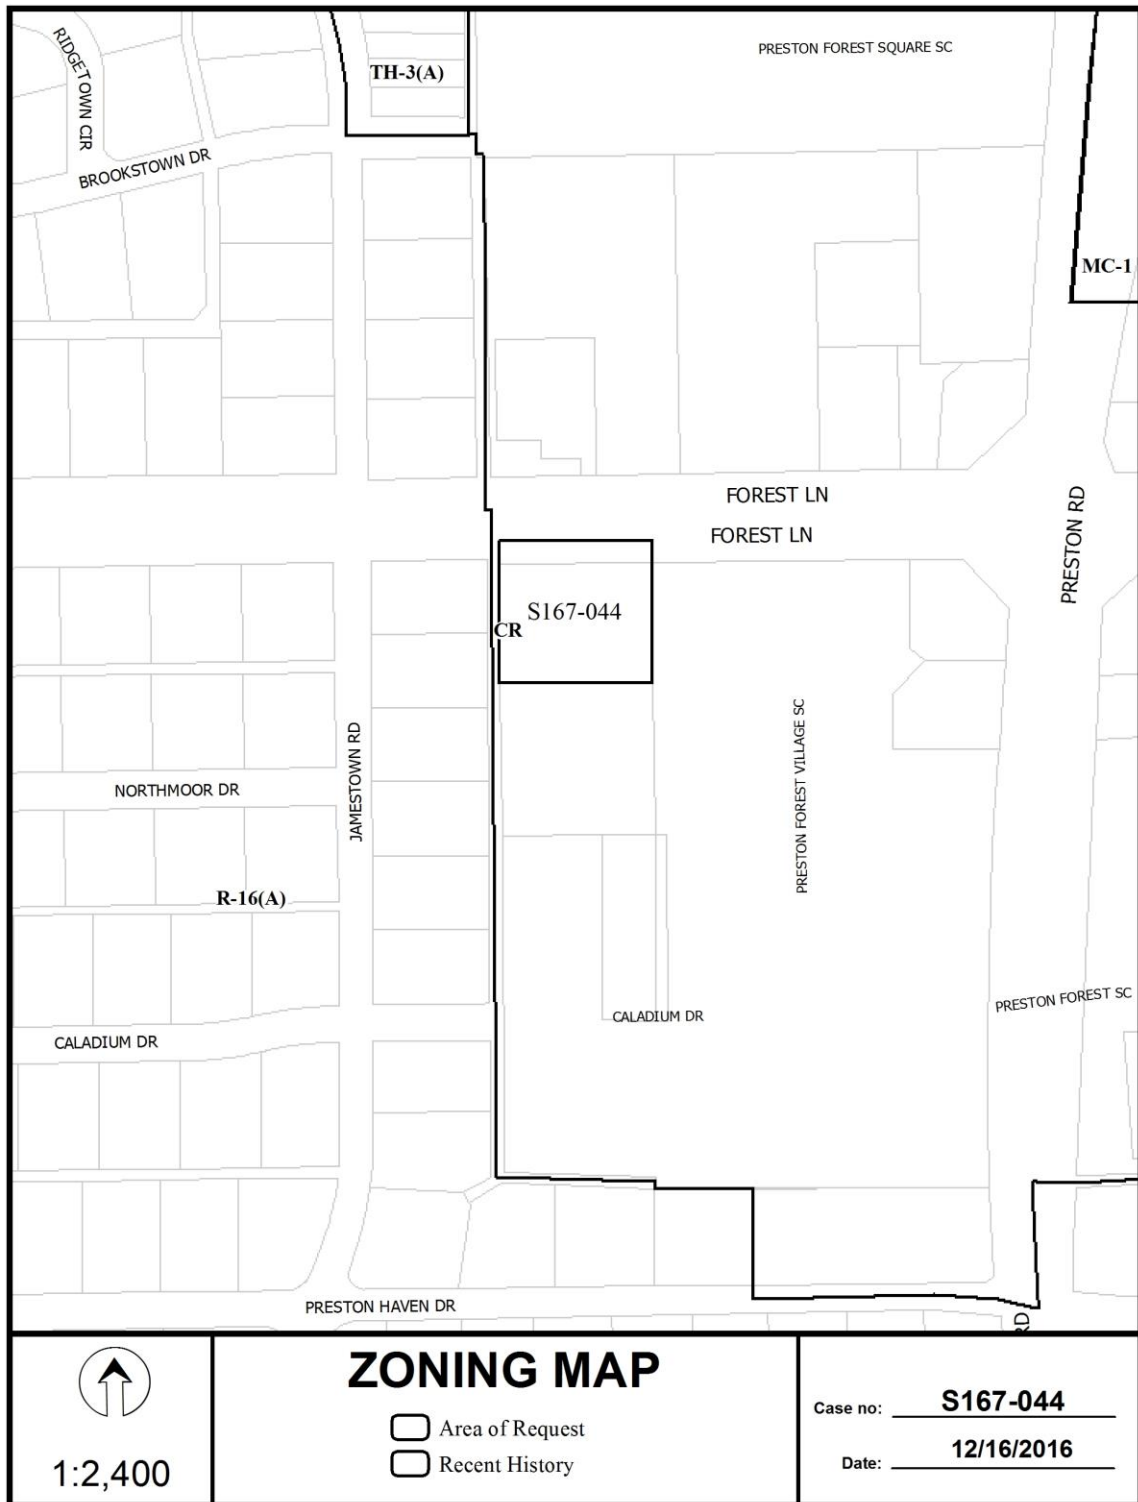 RIDGETOWN CIR
TH-3(A)
PRESTON FOREST SQUARE SC
BROOKSTOWN DR
MC-1
FOREST LN
FOREST LN
PRESTON RD
S167-044
CR
JAMESTOWN RD
PRESTON FOREST VILLAGE SC
NORTHMOOR DR
R-16(A)
PRESTON FOREST SC
CALADIUM DR
CALADIUM DR
PRESTON HAVEN DR
RD
1:2,400
ZONING MAP
Area of Request
Recent History
Case no: S167-044
Date: 12/16/2016